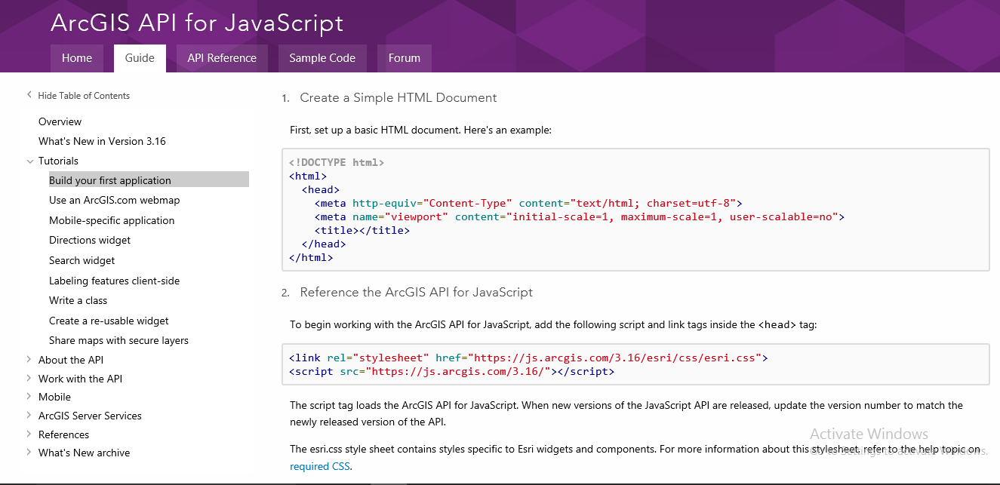 ArcGIS API for JavaScript
Home Guide API Reference Sample Code Forum
Hide Table of Contents
Overview
What's New in Version 3.16
Tutorials
Build your first application
Use an ArcGIS.com webmap
Mobile-specific application
Directions widget
Search widget
Labeling features client-side
Write a class
Create a re-usable widget
Share maps with secure layers
About the API
Work with the API
Mobile
ArcGIS Server Services
References
What's New archive
1. Create a Simple HTML Document
First, set up a basic HTML document. Here's an example:
<!DOCTYPE html>
<html>
  <head>
    <meta http-equiv="Content-Type" content="text/html; charset=utf-8">
    <meta name="viewport" content="initial-scale=1, maximum-scale=1, user-scalable=no">
    <title></title>
  </head>
</html>
2. Reference the ArcGIS API for JavaScript
To begin working with the ArcGIS API for JavaScript, add the following script and link tags inside the <head> tag:
<link rel="stylesheet" href="https://js.arcgis.com/3.16/esri/css/esri.css">
<script src="https://js.arcgis.com/3.16/"></script>
The script tag loads the ArcGIS API for JavaScript. When new versions of the JavaScript API are released, update the version number to match the
newly released version of the API.
The esri.css style sheet contains styles specific to Esri widgets and components. For more information about this stylesheet, refer to the help topic on
required CSS.
Activate Windows
Go to Settings to activate Windows.